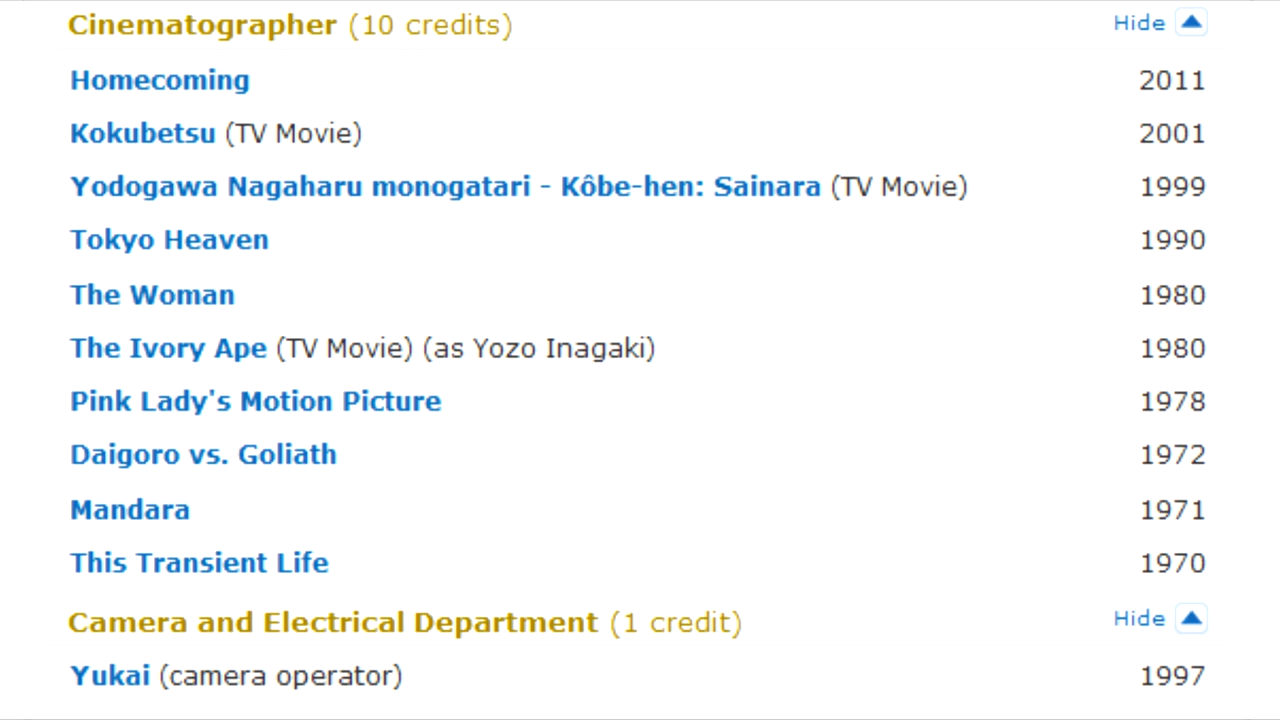 Cinematographer (10 credits) Hide
Homecoming 2011
Kokubetsu (TV Movie) 2001
Yodogawa Nagaharu monogatari - Kôbe-hen: Sainara (TV Movie) 1999
Tokyo Heaven 1990
The Woman 1980
The Ivory Ape (TV Movie) (as Yozo Inagaki) 1980
Pink Lady's Motion Picture 1978
Daigoro vs. Goliath 1972
Mandara 1971
This Transient Life 1970
Camera and Electrical Department (1 credit) Hide
Yukai (camera operator) 1997